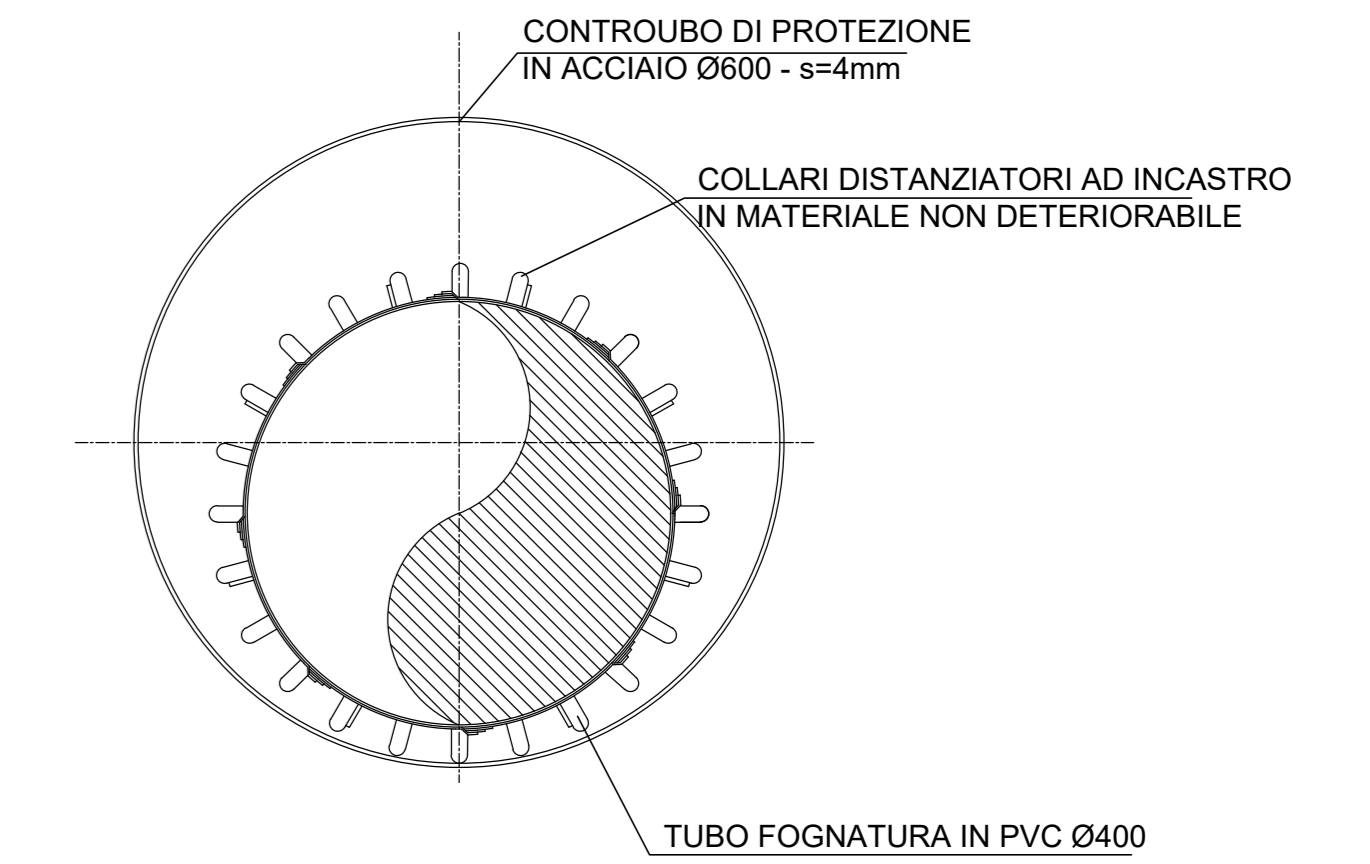 CONTROUBO DI PROTEZIONE
IN ACCIAIO Ø600 - s=4mm
COLLARI DISTANZIATORI AD INCASTRO
IN MATERIALE NON DETERIORABILE
TUBO FOGNATURA IN PVC Ø400